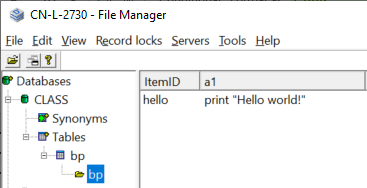 CN-L-2730 - File Manager
File Edit View Record locks Servers Tools Help
Databases
CLASS
Synonyms
Tables
bp
bp
ItemID a1
hello print "Hello world!"